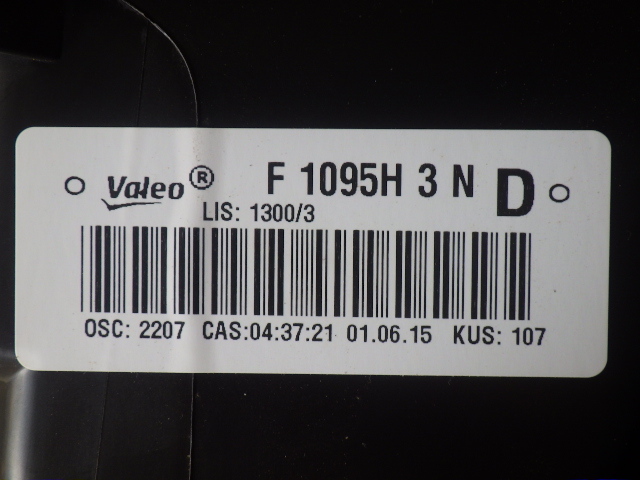 Valeo® F 1095H 3 N D
LIS: 1300/3
OSC: 2207 CAS:04:37:21 01.06.15 KUS: 107